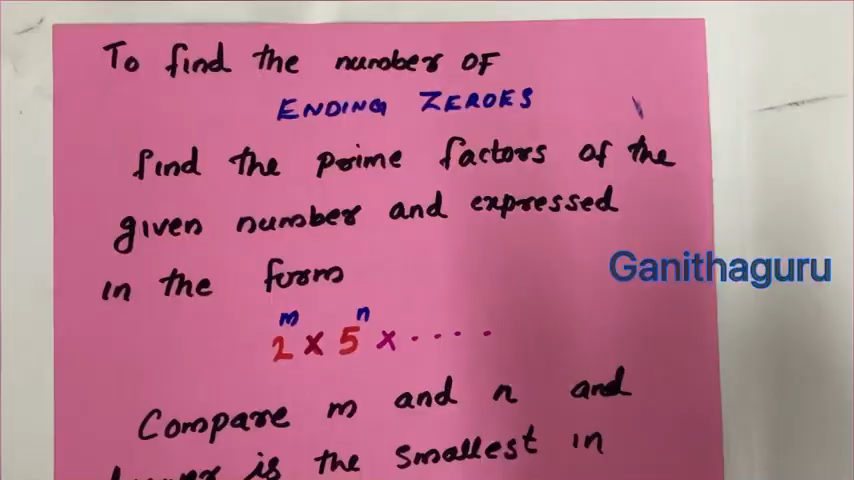 To find the number of
ENDING ZEROES
find the prime factors of the
given number and expressed
in the form
Ganithaguru
2^m x 5^n x . . . .
Compare m and n and
is the smallest in